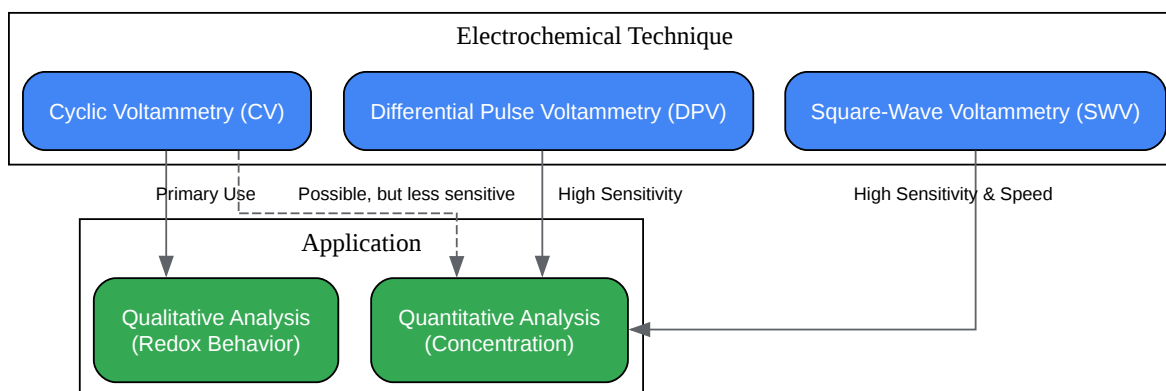 Electrochemical Technique
Cyclic Voltammetry (CV)
Differential Pulse Voltammetry (DPV)
Square-Wave Voltammetry (SWV)
Primary Use
Possible, but less sensitive
High Sensitivity
High Sensitivity & Speed
Application
Qualitative Analysis
(Redox Behavior)
Quantitative Analysis
(Concentration)